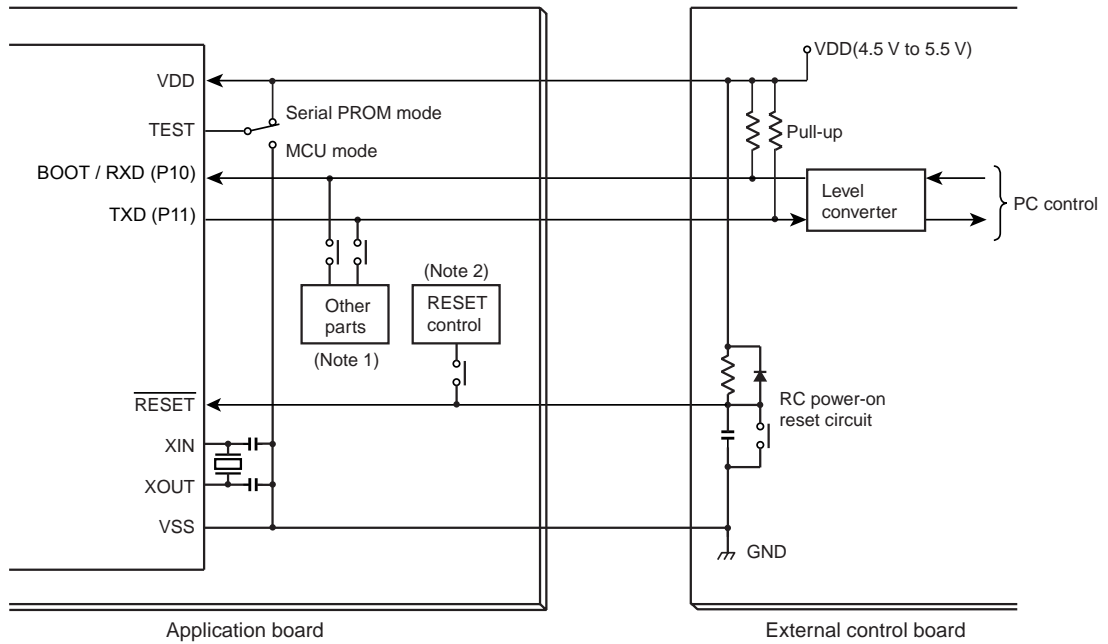 VDD(4.5 V to 5.5 V)
VDD
Serial PROM mode
TEST
Pull-up
MCU mode
BOOT / RXD (P10)
Level
converter
PC control
TXD (P11)
(Note 2)
Other
parts
RESET
control
(Note 1)
RESET
RC power-on
reset circuit
XIN
XOUT
VSS
GND
Application board
External control board